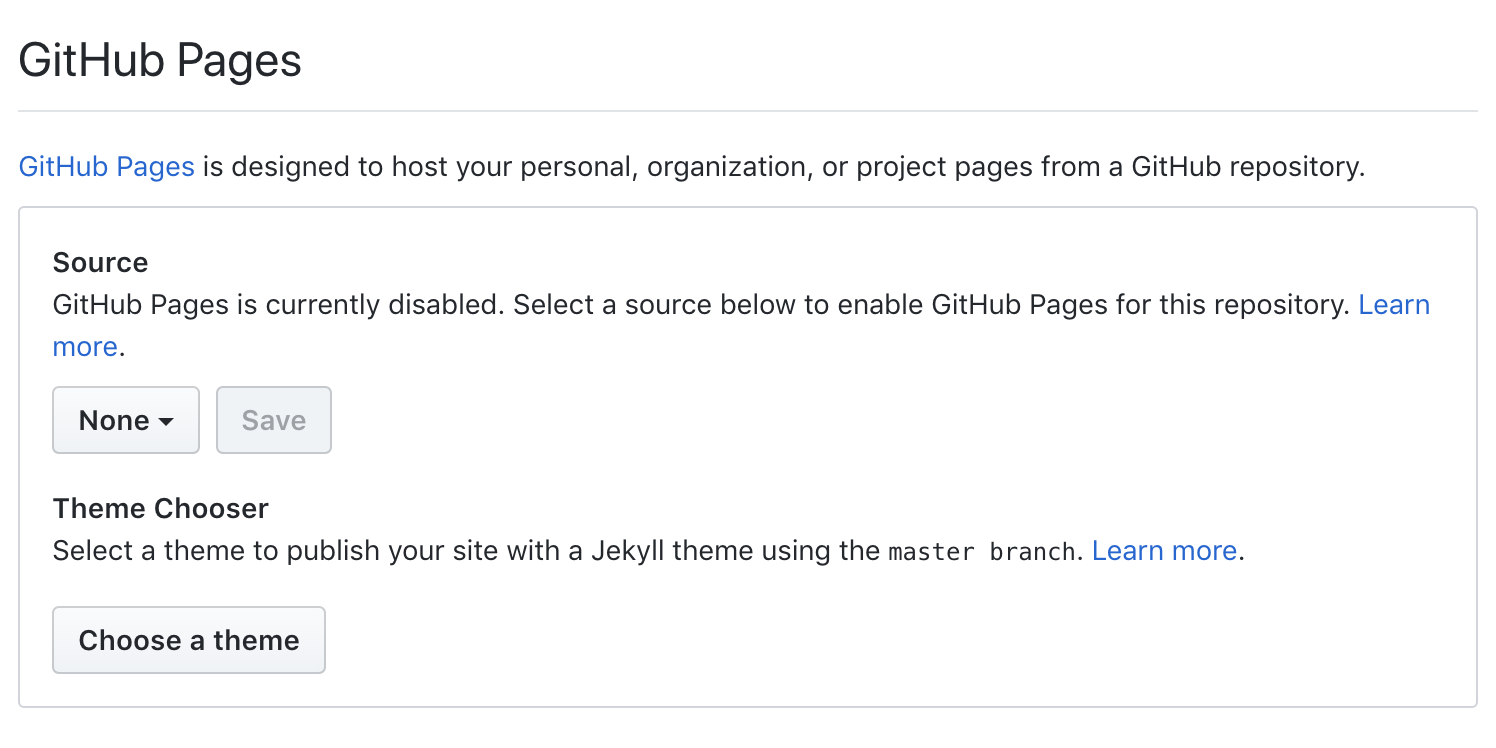 GitHub Pages
GitHub Pages is designed to host your personal, organization, or project pages from a GitHub repository.
Source
GitHub Pages is currently disabled. Select a source below to enable GitHub Pages for this repository. Learn
more.
None Save
Theme Chooser
Select a theme to publish your site with a Jekyll theme using the master branch. Learn more.
Choose a theme